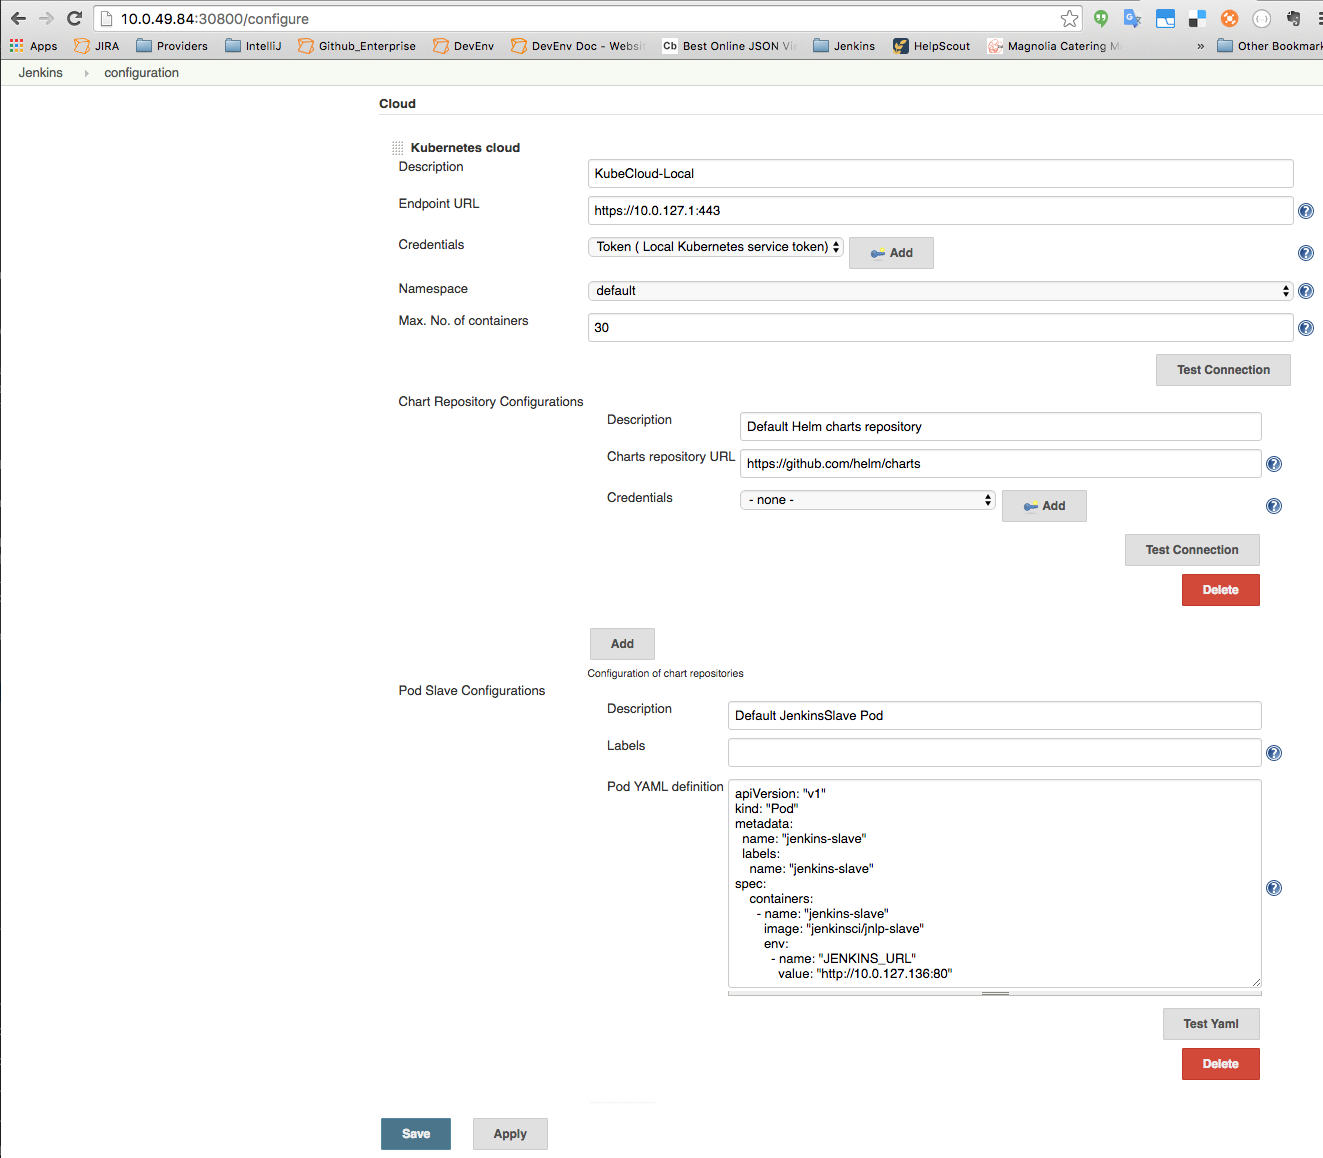 10.0.49.84:30800/configure
Apps JIRA Providers IntelliJ Github_Enterprise DevEnv DevEnv Doc - Websit Cb Best Online JSON Vi Jenkins HelpScout Magnolia Catering M » Other Bookmark
Jenkins configuration
Cloud
Kubernetes cloud
Description KubeCloud-Local
Endpoint URL https://10.0.127.1:443
Credentials Token ( Local Kubernetes service token) Add
Namespace default
Max. No. of containers 30
Test Connection
Chart Repository Configurations
Description Default Helm charts repository
Charts repository URL https://github.com/helm/charts
Credentials - none - Add
Test Connection
Delete
Add
Configuration of chart repositories
Pod Slave Configurations
Description Default JenkinsSlave Pod
Labels
Pod YAML definition
apiVersion: "v1"
kind: "Pod"
metadata:
name: "jenkins-slave"
labels:
name: "jenkins-slave"
spec:
containers:
- name: "jenkins-slave"
image: "jenkinsci/jnlp-slave"
env:
- name: "JENKINS_URL"
value: "http://10.0.127.136:80"
Test Yaml
Delete
Save Apply